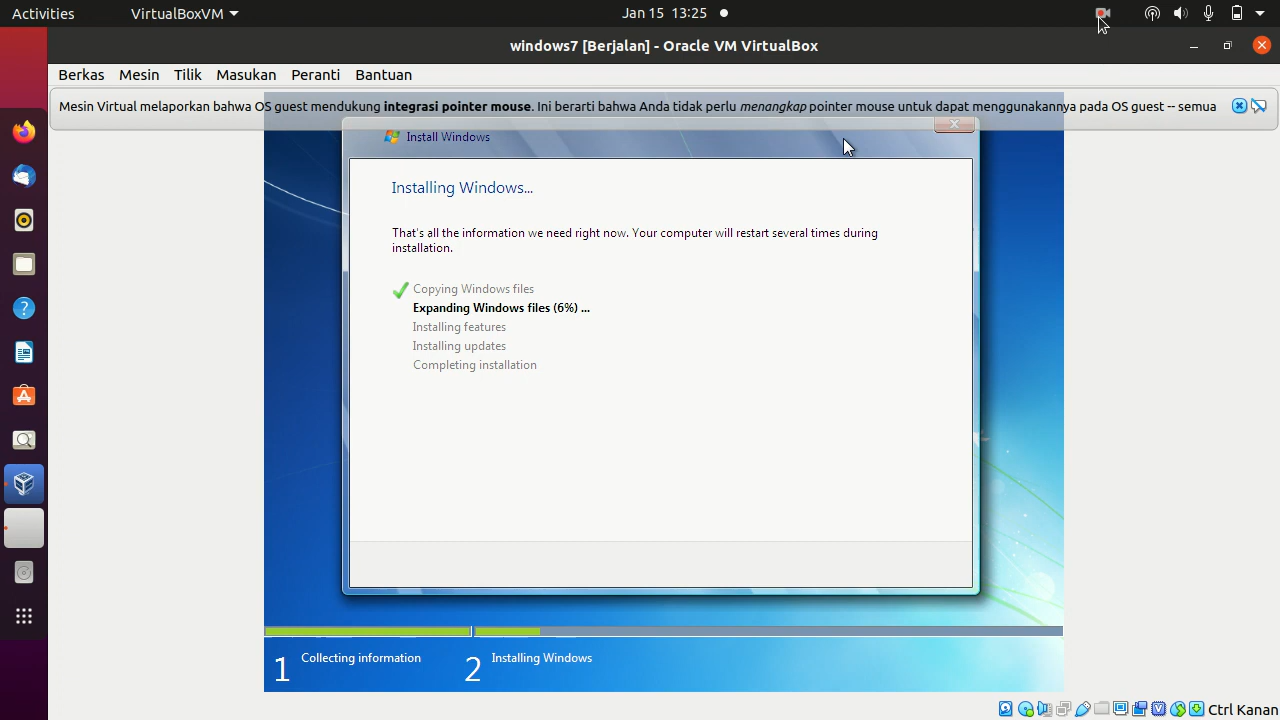 Activities
VirtualBoxVM
Jan 15 13:25
windows7 [Berjalan] - Oracle VM VirtualBox
Berkas Mesin Tilik Masukan Peranti Bantuan
Mesin Virtual melaporkan bahwa OS guest mendukung integrasi pointer mouse. Ini berarti bahwa Anda tidak perlu menangkap pointer mouse untuk dapat menggunakannya pada OS guest -- semua
Install Windows
Installing Windows...
That's all the information we need right now. Your computer will restart several times during
installation.
Copying Windows files
Expanding Windows files (6%) ...
Installing features
Installing updates
Completing installation
1 Collecting information
2 Installing Windows
Ctrl Kanan